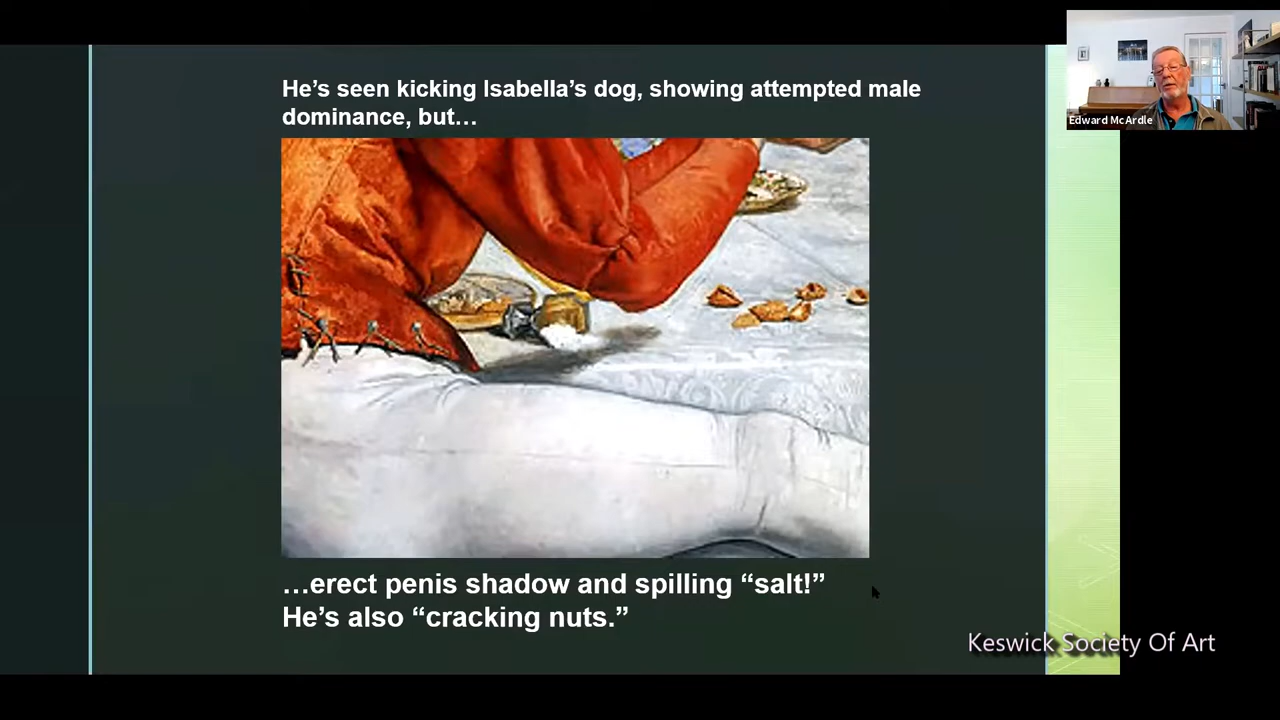 He's seen kicking Isabella's dog, showing attempted male
dominance, but…
Edward McArdle
…erect penis shadow and spilling “salt!”
He's also “cracking nuts.”
Keswick Society Of Art